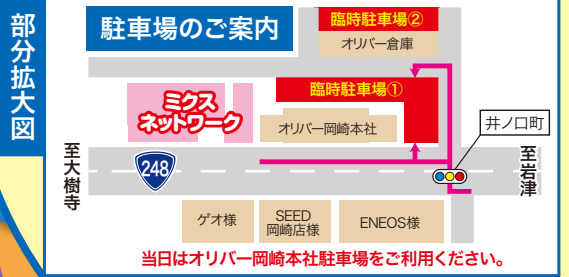 部分拡大図
駐車場のご案内
臨時駐車場②
オリバー倉庫
臨時駐車場①
ミクス
ネットワーク
オリバー岡崎本社
井ノ口町
至大樹寺
248
至岩津
ゲオ様
SEED
岡崎店様
ENEOS様
当日はオリバー岡崎本社駐車場をご利用ください。